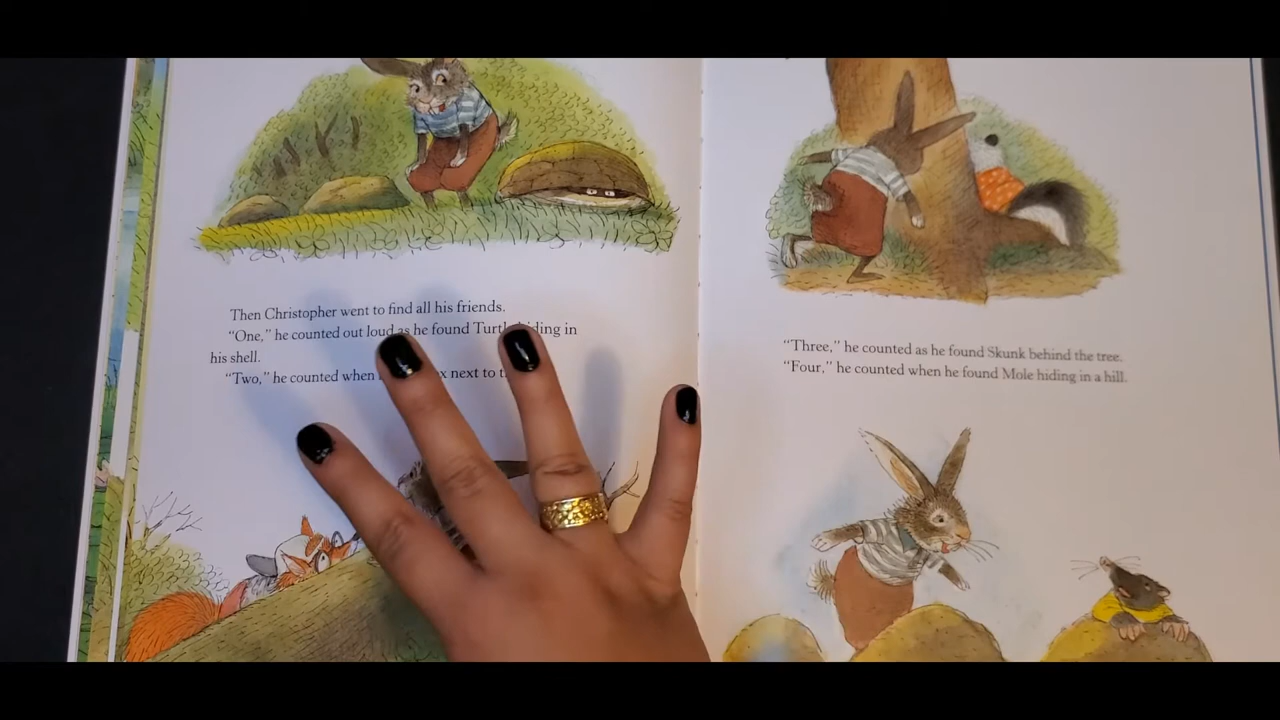 Then Christopher went to find all his friends.
"One," he counted out loud as he found Turtle hiding in
his shell.
"Two," he counted when next to
"Three," he counted as he found Skunk behind the tree.
"Four," he counted when he found Mole hiding in a hill.